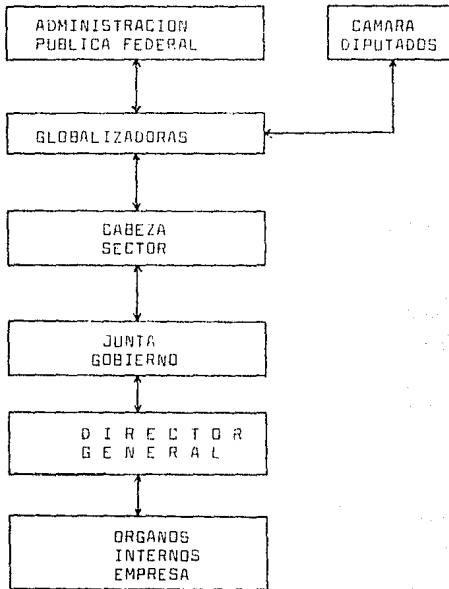 ADMINISTRACION
PUBLICA FEDERAL
CAMARA
DIPUTADOS
GLOBALIZADORAS
CABEZA
SECTOR
JUNTA
GOBIERNO
D I R E C T O R
G E N E R A L
ORGANOS
INTERNOS
EMPRESA